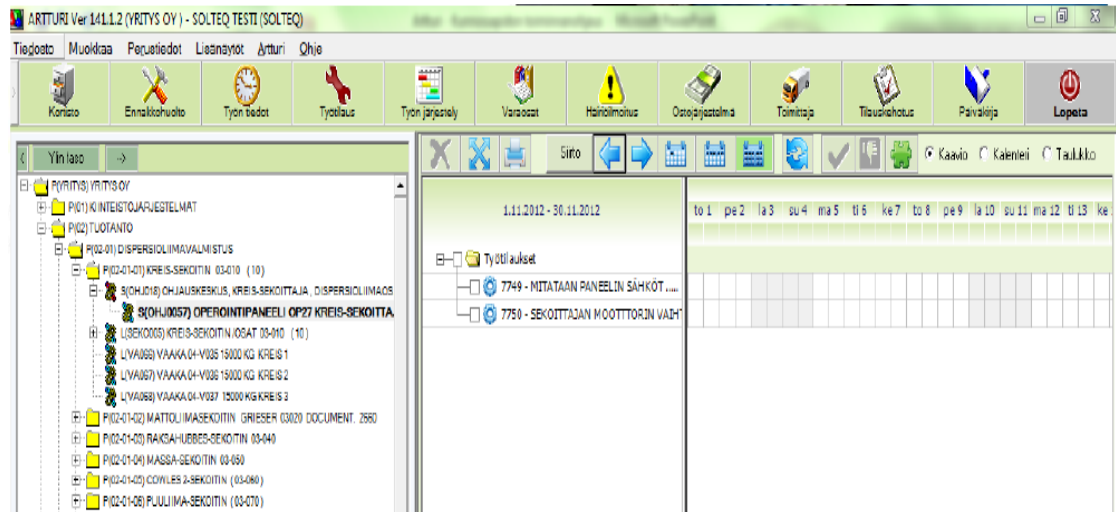 ARTTURI Ver 141.1.2 (YRITYS OY ) - SOLTEQ TESTI (SOLTEQ)
Tiedosto Muokkaa Perustiedot Lisänäytöt Artturi Ohje
Koristo Ennakkohuolto Työn tiedot Työtilaus Työn järjestely Varaosat Häiriöilmoitus Ostojärjestelmä Toimittaja Tilauskehotus Päiväkirja Lopeta
Ylin taso
Siirto
Kaavio Kalenteri Taulukko
1.11.2012 - 30.11.2012
to 1 pe 2 la 3 su 4 ma 5 ti 6 ke 7 to 8 pe 9 la 10 su 11 ma 12 ti 13 ke
Työtilaukset
7749 - MITATAAN PANEELIN SÄHKÖT .....
7750 - SEKOITTAJAN MOOTTTORIN VAIHT
P(YRITYS) YRITYS OY
P(01) KIINTEISTÖJÄRJESTELMÄT
P(02) TUOTANTO
P(02-01) DISPERSIOLIIMAVALMISTUS
P(02-01-01) KREIS-SEKOITIN 03-010 (10)
S(OHJ018) OHJAUSKESKUS, KREIS-SEKOITTAJA, DISPERSIOLIIMAOS
S(OHJ0057) OPEROINTIPANEELI OP27 KREIS-SEKOITTA
L(SEKO005) KREIS-SEKOITIN JOSAT 03-010 (10)
L(VA066) VAAKA 04-V035 15000 KG KREIS 1
L(VA067) VAAKA 04-V036 15000 KG KREIS 2
L(VA068) VAAKA 04-V037 15000 KG KREIS 3
P(02-01-02) MATTOLIIMASEKOITIN GRIESER 03020 DOCUMENT. 2660
P(02-01-03) RAKSAHUBBES-SEKOITIN 03-040
P(02-01-04) MASSA-SEKOITIN 03-050
P(02-01-05) COWLES 2-SEKOITIN (03-060)
P(02-01-06) PUULIIMA-SEKOITIN (03-070)